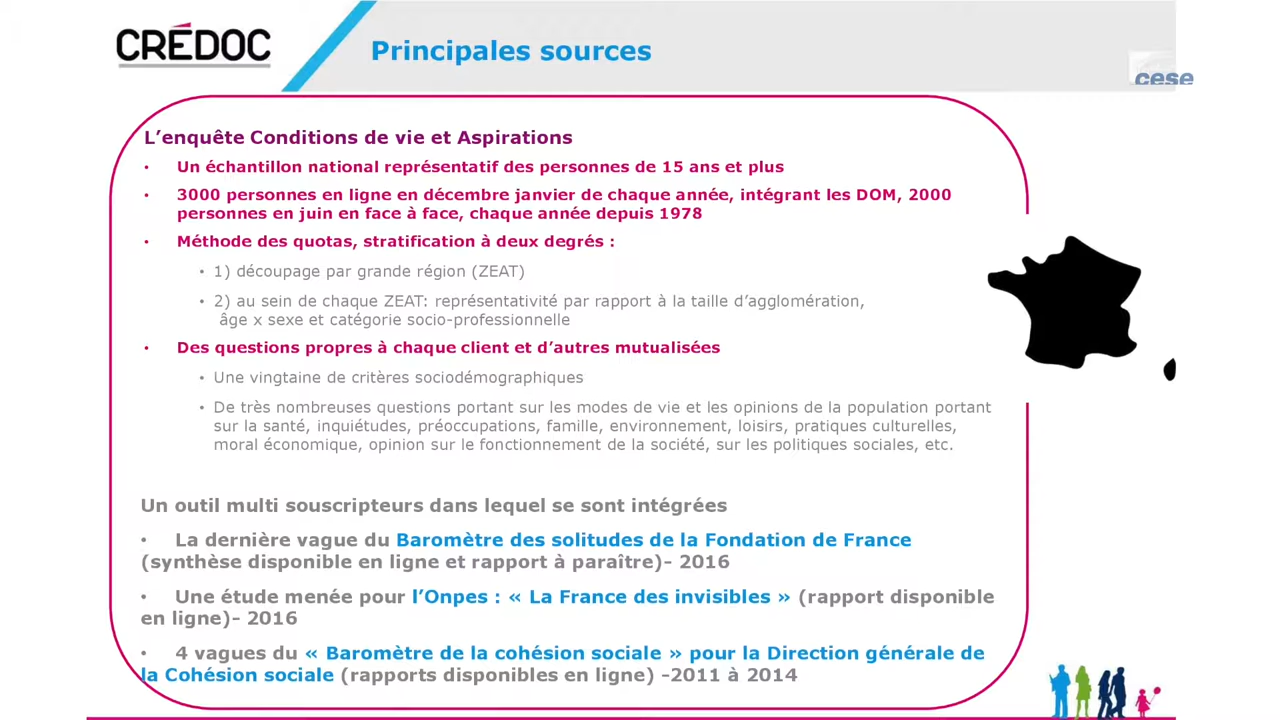 CRÉDOC
Principales sources
cese
L’enquête Conditions de vie et Aspirations
• Un échantillon national représentatif des personnes de 15 ans et plus
• 3000 personnes en ligne en décembre janvier de chaque année, intégrant les DOM, 2000
personnes en juin en face à face, chaque année depuis 1978
• Méthode des quotas, stratification à deux degrés :
• 1) découpage par grande région (ZEAT)
• 2) au sein de chaque ZEAT: représentativité par rapport à la taille d’agglomération,
âge x sexe et catégorie socio-professionnelle
• Des questions propres à chaque client et d’autres mutualisées
• Une vingtaine de critères sociodémographiques
• De très nombreuses questions portant sur les modes de vie et les opinions de la population portant
sur la santé, inquiétudes, préoccupations, famille, environnement, loisirs, pratiques culturelles,
moral économique, opinion sur le fonctionnement de la société, sur les politiques sociales, etc.
Un outil multi souscripteurs dans lequel se sont intégrées
• La dernière vague du Baromètre des solitudes de la Fondation de France
(synthèse disponible en ligne et rapport à paraître)- 2016
• Une étude menée pour l’Onpes : « La France des invisibles » (rapport disponible
en ligne)- 2016
• 4 vagues du « Baromètre de la cohésion sociale » pour la Direction générale de
la Cohésion sociale (rapports disponibles en ligne) -2011 à 2014